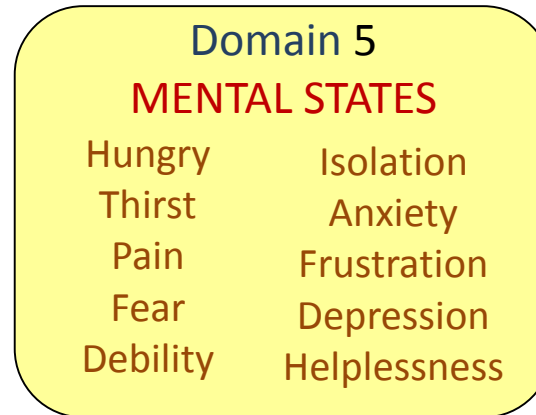 Domain 5
MENTAL STATES
Hungry
Thirst
Pain
Fear
Debility
Isolation
Anxiety
Frustration
Depression
Helplessness